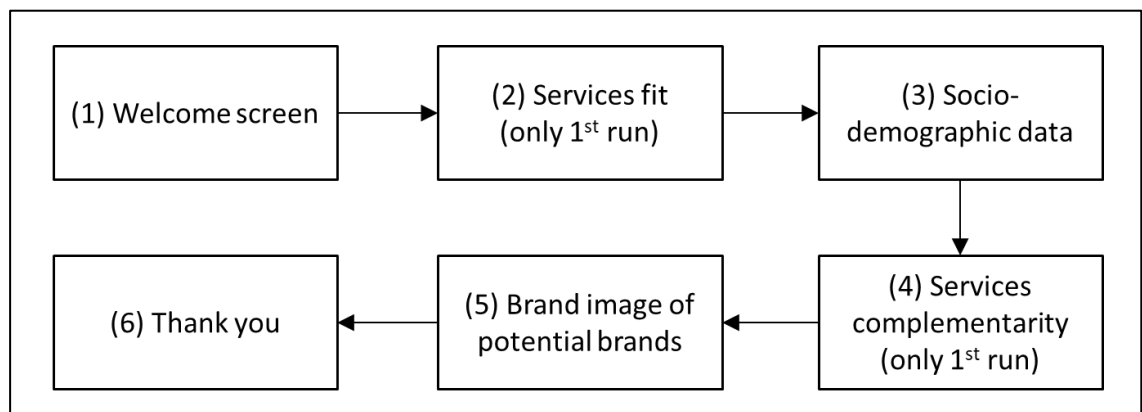 (1) Welcome screen
(2) Services fit
(only 1st run)
(3) Socio-
demographic data
(4) Services
complementarity
(only 1st run)
(5) Brand image of
potential brands
(6) Thank you